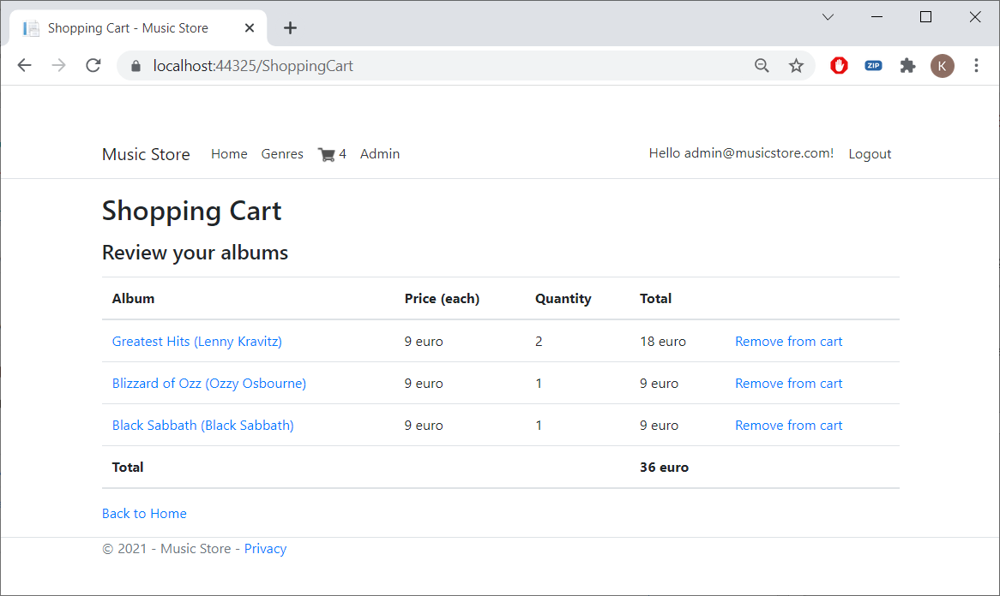 Shopping Cart - Music Store
localhost:44325/ShoppingCart
ZIP
K
Music Store Home Genres 4 Admin Hello admin@musicstore.com! Logout
Shopping Cart
Review your albums
Album Price (each) Quantity Total
Greatest Hits (Lenny Kravitz) 9 euro 2 18 euro Remove from cart
Blizzard of Ozz (Ozzy Osbourne) 9 euro 1 9 euro Remove from cart
Black Sabbath (Black Sabbath) 9 euro 1 9 euro Remove from cart
Total 36 euro
Back to Home
© 2021 - Music Store - Privacy